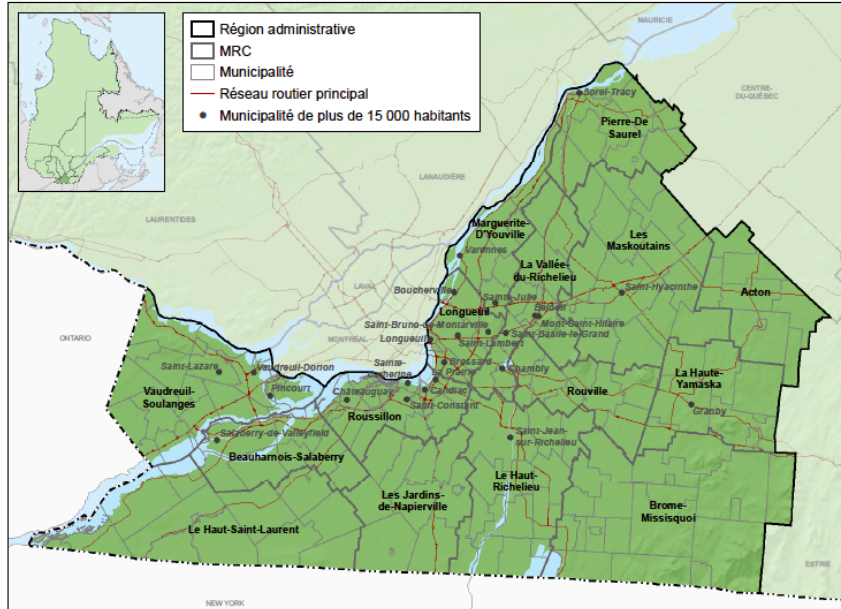 Région administrative
MRC
Municipalité
Réseau routier principal
Municipalité de plus de 15 000 habitants
MAURICIE
CENTRE-
DU-QUÉBEC
LANAUDIÈRE
LAURENTIDES
LAVAL
MONTRÉAL
ONTARIO
NEW YORK
ESTRIE
Sorel-Tracy
Pierre-De
Saurel
Marguerite-
D'Youville
Varennes
Les
Maskoutains
La Vallée-
du-Richelieu
Boucherville
Sainte-Julie
Saint-Hyacinthe
Acton
Longueuil
Beloeil
Mont-Saint-Hilaire
Saint-Bruno-de-Montarville
Saint-Basile-le-Grand
Longueuil
Saint-Lambert
Brossard
Chambly
La Haute-
Yamaska
Saint-Lazare
Vaudreuil-Dorion
Sainte-
Catherine
La Prairie
Vaudreuil-
Soulanges
Pincourt
Châteauguay
Candiac
Rouville
Granby
Saint-Constant
Roussillon
Saint-Jean-
sur-Richelieu
Salaberry-de-Valleyfield
Beauharnois-Salaberry
Le Haut-
Richelieu
Les Jardins-
de-Napierville
Brome-
Missisquoi
Le Haut-Saint-Laurent